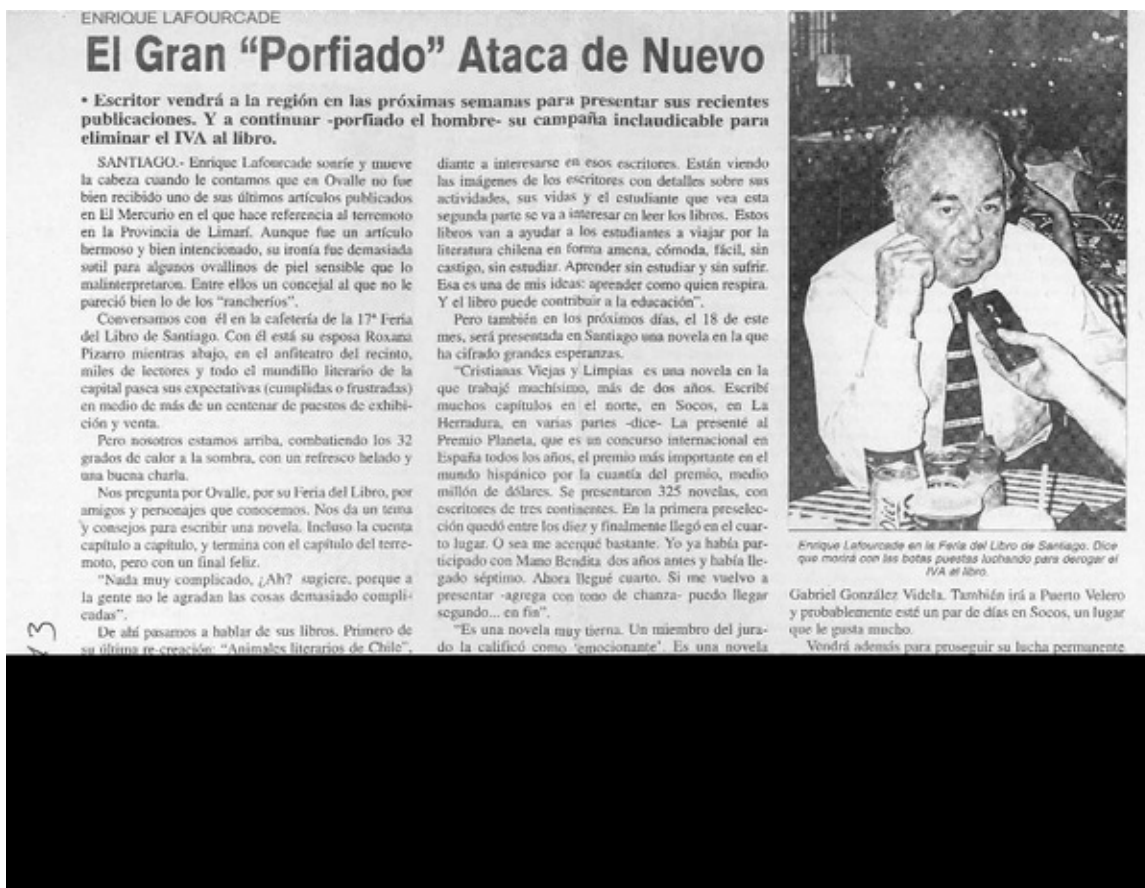 ENRIQUE LAFOURCADE
El Gran “Porfiado” Ataca de Nuevo
• Escritor vendrá a la región en las próximas semanas para presentar sus recientes
publicaciones. Y a continuar -porfiado el hombre- su campaña inclaudicable para
eliminar el IVA al libro.
SANTIAGO.- Enrique Lafourcade sonríe y mueve
la cabeza cuando le contamos que en Ovalle no fue
bien recibido uno de sus últimos artículos publicados
en El Mercurio en el que hace referencia al terremoto
en la Provincia de Limarí. Aunque fue un artículo
hermoso y bien intencionado, su ironía fue demasiada
sutil para algunos ovallinos de piel sensible que lo
malinterpretaron. Entre ellos un concejal al que no le
pareció bien lo de los “rancheríos”.
Conversamos con él en la cafetería de la 17ª Feria
del Libro de Santiago. Con él está su esposa Roxana
Pizarro mientras abajo, en el anfiteatro del recinto,
miles de lectores y todo el mundillo literario de la
capital pasea sus expectativas (cumplidas o frustradas)
en medio de más de un centenar de puestos de exhibi-
ción y venta.
Pero nosotros estamos arriba, combatiendo los 32
grados de calor a la sombra, con un refresco helado y
una buena charla.
Nos pregunta por Ovalle, por su Feria del Libro, por
amigos y personajes que conocemos. Nos da un tema
y consejos para escribir una novela. Incluso la cuenta
capítulo a capítulo, y termina con el capítulo del terre-
moto, pero con un final feliz.
“Nada muy complicado, ¿Ah? sugiere, porque a
la gente no le agradan las cosas demasiado compli-
cadas”.
De ahí pasamos a hablar de sus libros. Primero de
su última re-creación: “Animales literarios de Chile”,
diante a interesarse en esos escritores. Están viendo
las imágenes de los escritores con detalles sobre sus
actividades, sus vidas y el estudiante que vea esta
segunda parte se va a interesar en leer los libros. Estos
libros van a ayudar a los estudiantes a viajar por la
literatura chilena en forma amena, cómoda, fácil, sin
castigo, sin estudiar. Aprender sin estudiar y sin sufrir.
Esa es una de mis ideas: aprender como quien respira.
Y el libro puede contribuir a la educación”.
Pero también en los próximos días, el 18 de este
mes, será presentada en Santiago una novela en la que
ha cifrado grandes esperanzas.
“Cristianas Viejas y Limpias es una novela en la
que trabajé muchísimo, más de dos años. Escribí
muchos capítulos en el norte, en Socos, en La
Herradura, en varias partes -dice- La presenté al
Premio Planeta, que es un concurso internacional en
España todos los años, el premio más importante en el
mundo hispánico por la cuantía del premio, medio
millón de dólares. Se presentaron 325 novelas, con
escritores de tres continentes. En la primera preselec-
ción quedó entre los diez y finalmente llegó en el cuar-
to lugar. O sea me acerqué bastante. Yo ya había par-
ticipado con Mano Bendita dos años antes y había lle-
gado séptimo. Ahora llegué cuarto. Si me vuelvo a
presentar -agrega con tono de chanza- puedo llegar
segundo... en fin”.
“Es una novela muy tierna. Un miembro del jura-
do la calificó como ‘emocionante’. Es una novela
Enrique Lafourcade en la Feria del Libro de Santiago. Dice
que morirá con las botas puestas luchando para derogar el
IVA al libro.
Gabriel González Videla. También irá a Puerto Velero
y probablemente esté un par de días en Socos, un lugar
que le gusta mucho.
Vendrá además para proseguir su lucha permanente